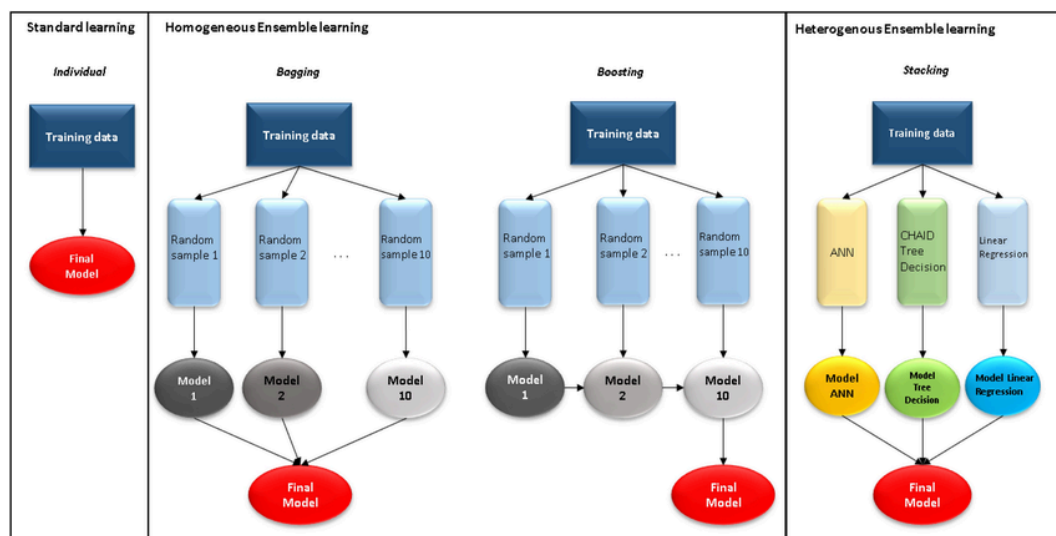 Standard learning
Individual
Training data
Final
Model
Homogeneous Ensemble learning
Bagging
Training data
Random
sample 1
Random
sample 2
...
Random
sample 10
Model
1
Model
2
Model
10
Final
Model
Boosting
Training data
Random
sample 1
Random
sample 2
...
Random
sample 10
Model
1
Model
2
Model
10
Final
Model
Heterogenous Ensemble learning
Stacking
Training data
ANN
CHAID
Tree
Decision
Linear
Regression
Model
ANN
Model
Tree
Decision
Model Linear
Regression
Final
Model